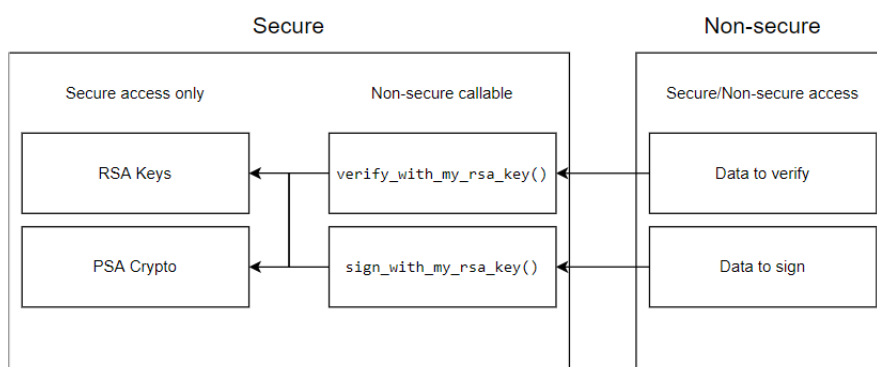 Secure
Non-secure
Secure access only
Non-secure callable
Secure/Non-secure access
RSA Keys
verify_with_my_rsa_key()
Data to verify
PSA Crypto
sign_with_my_rsa_key()
Data to sign